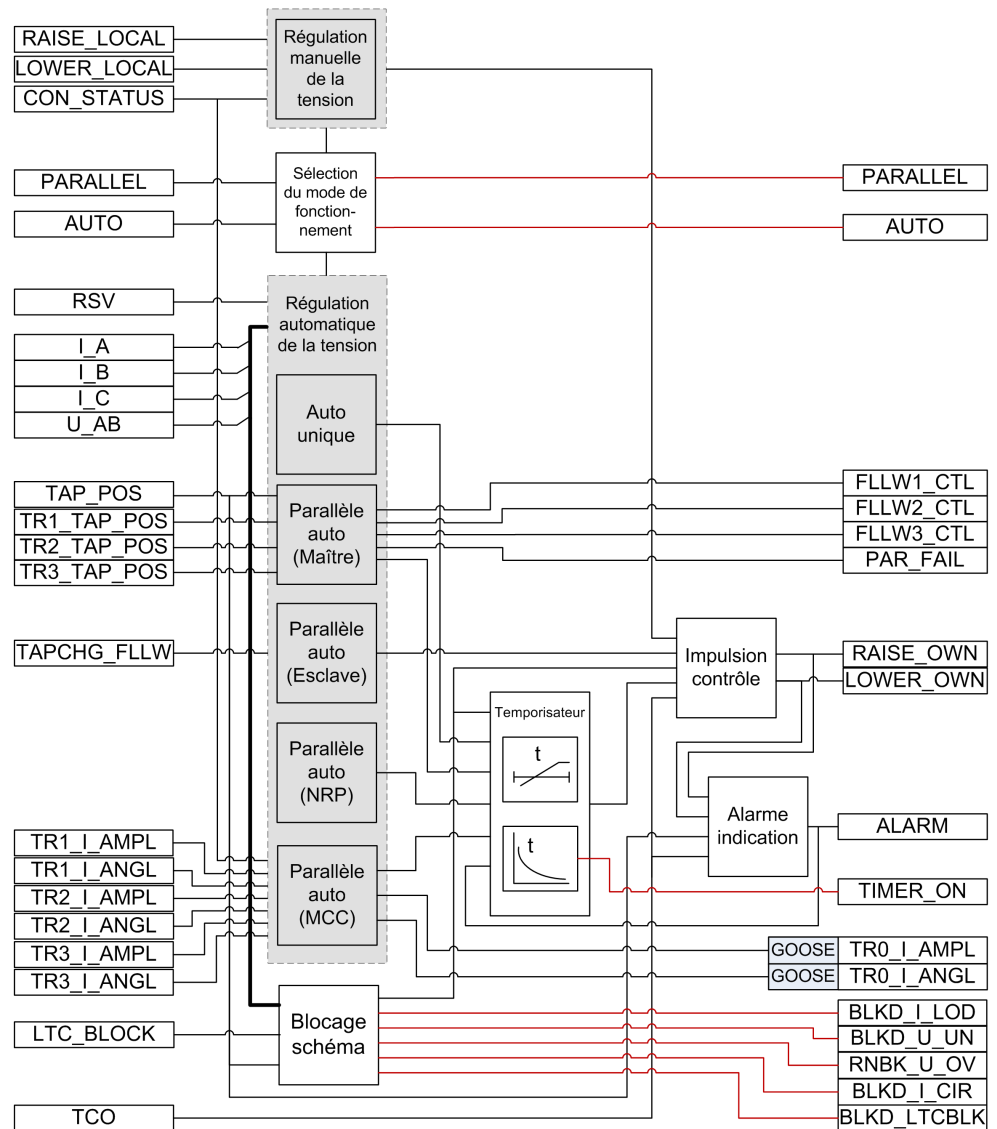 RAISE_LOCAL
LOWER_LOCAL
CON_STATUS
Régulation
manuelle
de la
tension
PARALLEL
AUTO
Sélection
du mode de
fonction-
nement
PARALLEL
AUTO
RSV
I_A
I_B
I_C
U_AB
Régulation
automatique
de la tension
Auto
unique
TAP_POS
TR1_TAP_POS
TR2_TAP_POS
TR3_TAP_POS
Parallèle
auto
(Maître)
FLLW1_CTL
FLLW2_CTL
FLLW3_CTL
PAR_FAIL
TAPCHG_FLLW
Parallèle
auto
(Esclave)
Impulsion
contrôle
RAISE_OWN
LOWER_OWN
Parallèle
auto
(NRP)
Temporisateur
t
t
Alarme
indication
ALARM
TIMER_ON
TR1_I_AMPL
TR1_I_ANGL
TR2_I_AMPL
TR2_I_ANGL
TR3_I_AMPL
TR3_I_ANGL
Parallèle
auto
(MCC)
GOOSE TR0_I_AMPL
GOOSE TR0_I_ANGL
LTC_BLOCK
Blocage
schéma
BLKD_I_LOD
BLKD_U_UN
RNBK_U_OV
BLKD_I_CIR
BLKD_LTCBLK
TCO